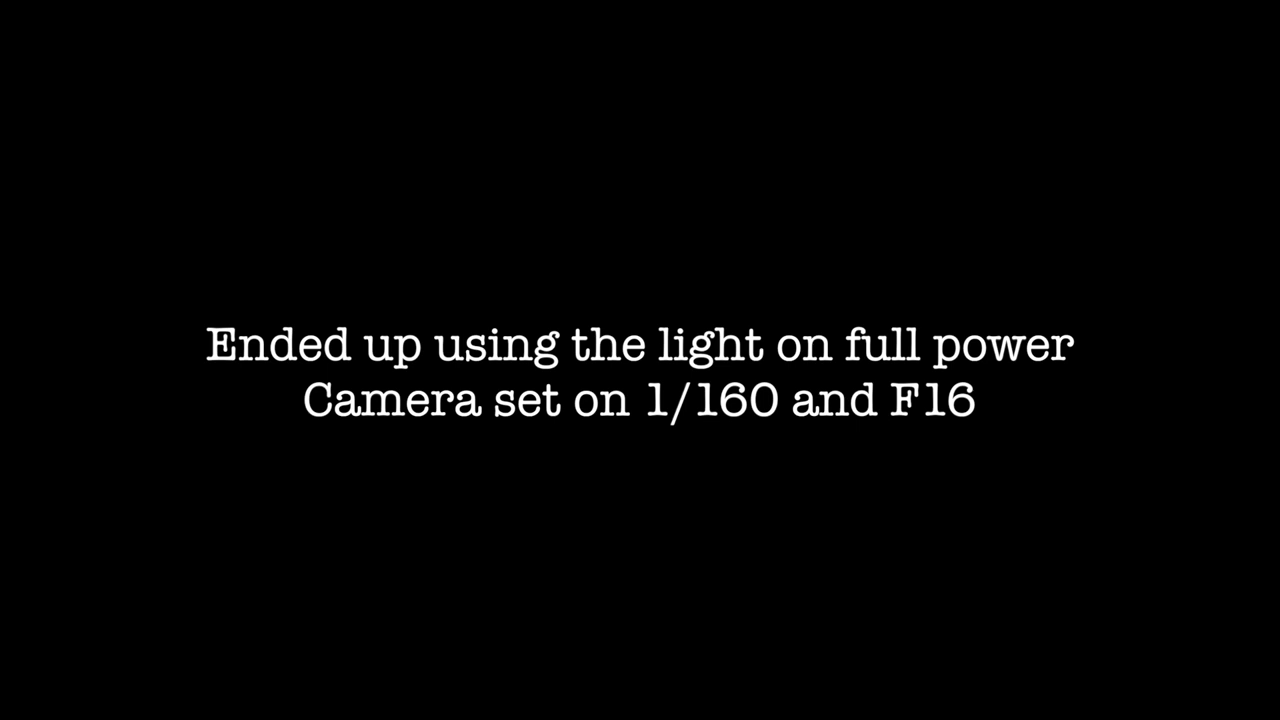 Ended up using the light on full power
Camera set on 1/160 and F16